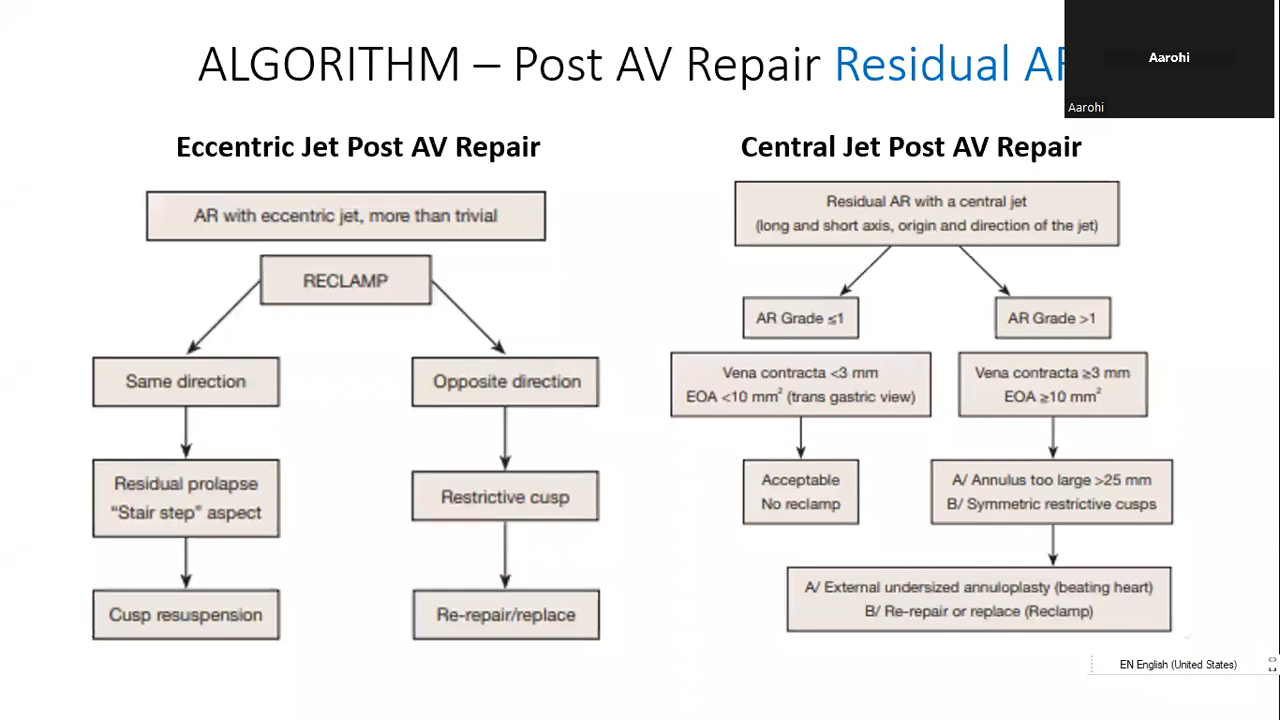 ALGORITHM – Post AV Repair Residual AR
Aarohi
Aarohi
Eccentric Jet Post AV Repair
AR with eccentric jet, more than trivial
RECLAMP
Same direction
Opposite direction
Residual prolapse
“Stair step” aspect
Restrictive cusp
Cusp resuspension
Re-repair/replace
Central Jet Post AV Repair
Residual AR with a central jet
(long and short axis, origin and direction of the jet)
AR Grade ≤1
AR Grade >1
Vena contracta <3 mm
EOA <10 mm² (trans gastric view)
Vena contracta ≥3 mm
EOA ≥10 mm²
Acceptable
No reclamp
A/ Annulus too large >25 mm
B/ Symmetric restrictive cusps
A/ External undersized annuloplasty (beating heart)
B/ Re-repair or replace (Reclamp)
EN English (United States)